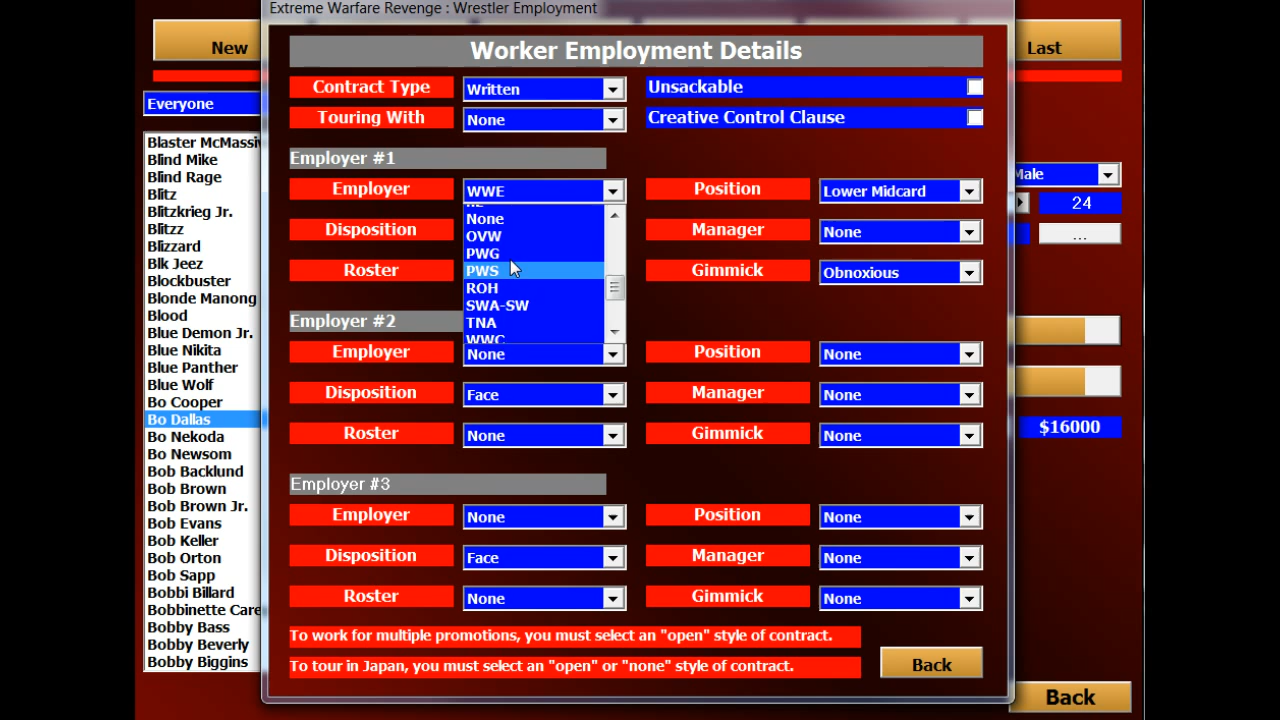 Extreme Warfare Revenge : Wrestler Employment
New
Last
Worker Employment Details
Contract Type Written Unsackable
Touring With None Creative Control Clause
Everyone
Employer #1
Employer WWE Position Lower Midcard
Disposition Manager None
Roster Gimmick Obnoxious
None
OVW
PWG
PWS
ROH
SWA-SW
TNA
WWC
Employer #2
Employer None Position None
Disposition Face Manager None
Roster None Gimmick None
Employer #3
Employer None Position None
Disposition Face Manager None
Roster None Gimmick None
To work for multiple promotions, you must select an "open" style of contract.
To tour in Japan, you must select an "open" or "none" style of contract.
Back
Blaster McMassiv
Blind Mike
Blind Rage
Blitz
Blitzkrieg Jr.
Blitzz
Blizzard
Blk Jeez
Blockbuster
Blonde Manong
Blood
Blue Demon Jr.
Blue Nikita
Blue Panther
Blue Wolf
Bo Cooper
Bo Dallas
Bo Nekoda
Bo Newsom
Bob Backlund
Bob Brown
Bob Brown Jr.
Bob Evans
Bob Keller
Bob Orton
Bob Sapp
Bobbi Billard
Bobbinette Care
Bobby Bass
Bobby Beverly
Bobby Biggins
Male
24
...
$16000
Back